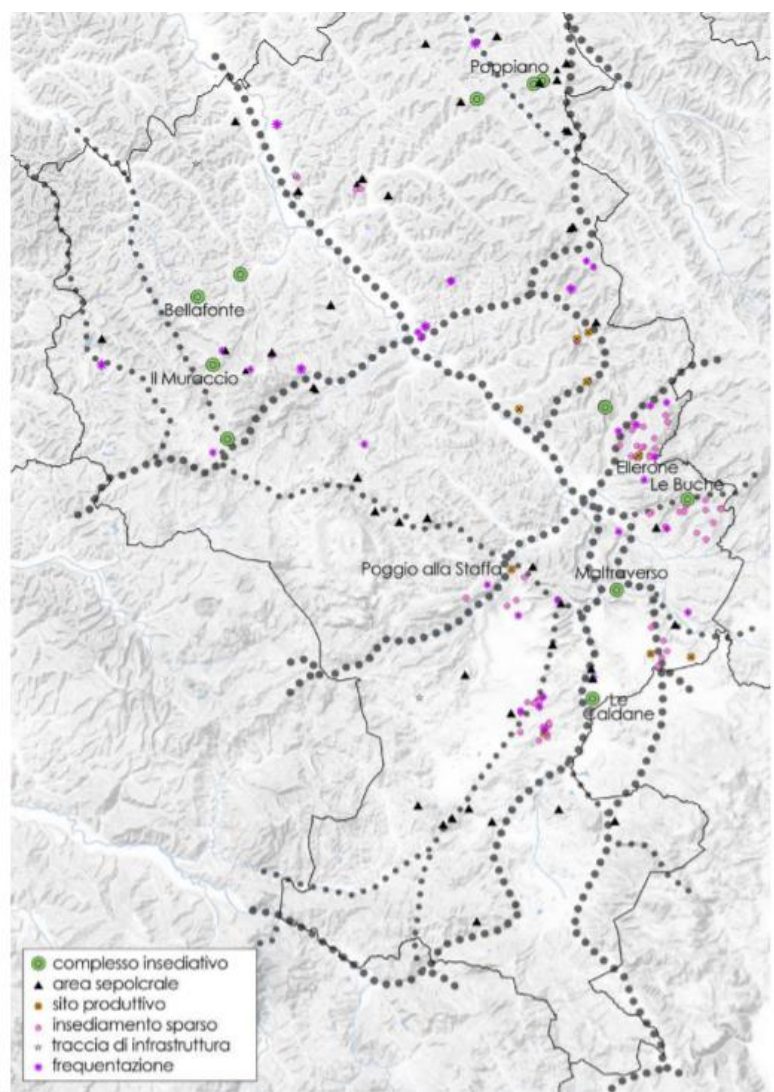 Poppiano
Bellafonte
Il Muraccio
Ellerone
Le Buche
Poggio alla Staffa
Maltraverso
Le
Caldane
complesso insediativo
area sepolcrale
sito produttivo
insediamento sparso
traccia di infrastruttura
frequentazione